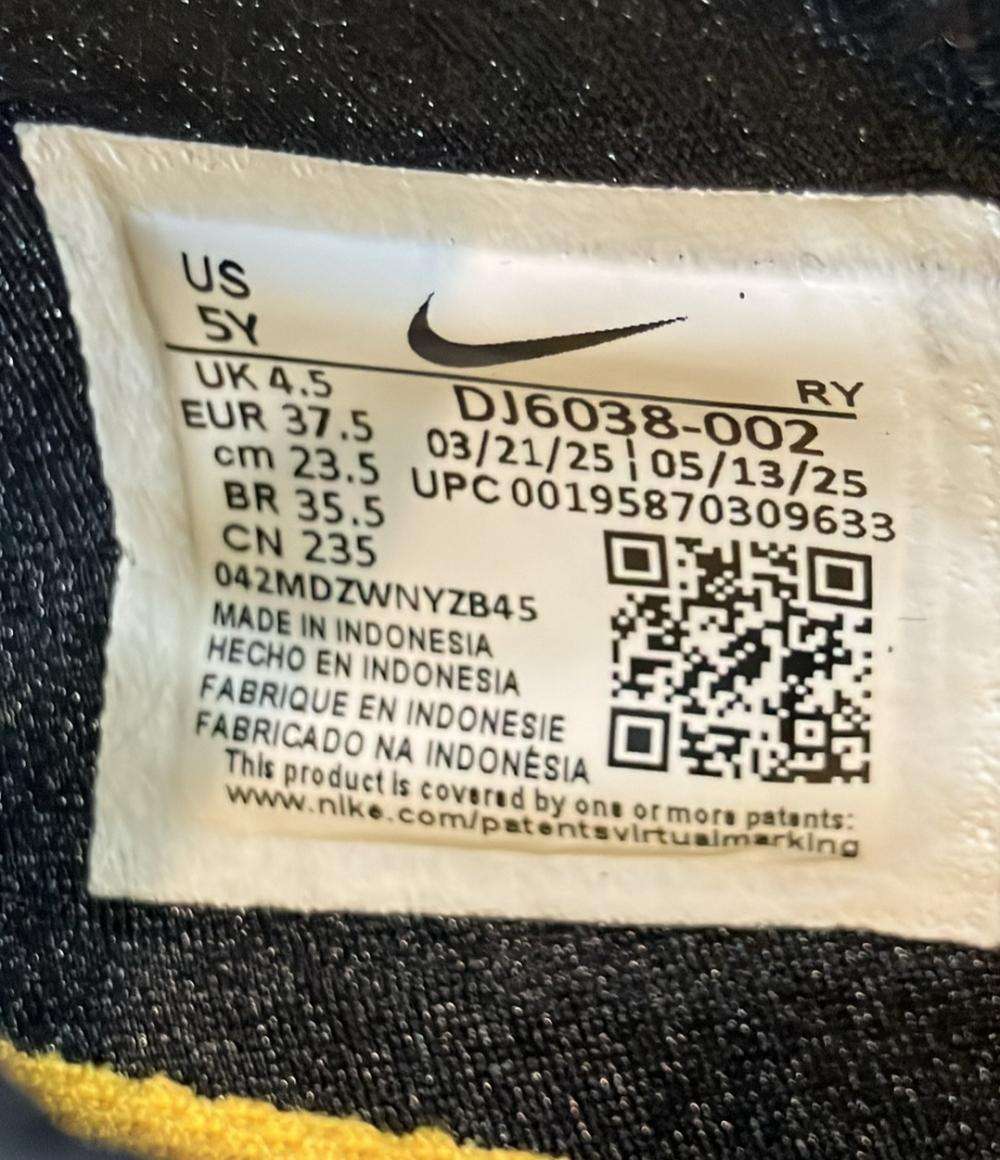 US
5Y
RY
UK 4.5
EUR 37.5
cm 23.5
BR 35.5
CN 235
DJ6038-002
03/21/25 ¦ 05/13/25
UPC 00195870309633
042MDZWNYZB45
MADE IN INDONESIA
HECHO EN INDONESIA
FABRIQUE EN INDONESIE
FABRICADO NA INDONÉSIA
This product is covered by one or more patents:
www.nike.com/patentsvirtualmarking